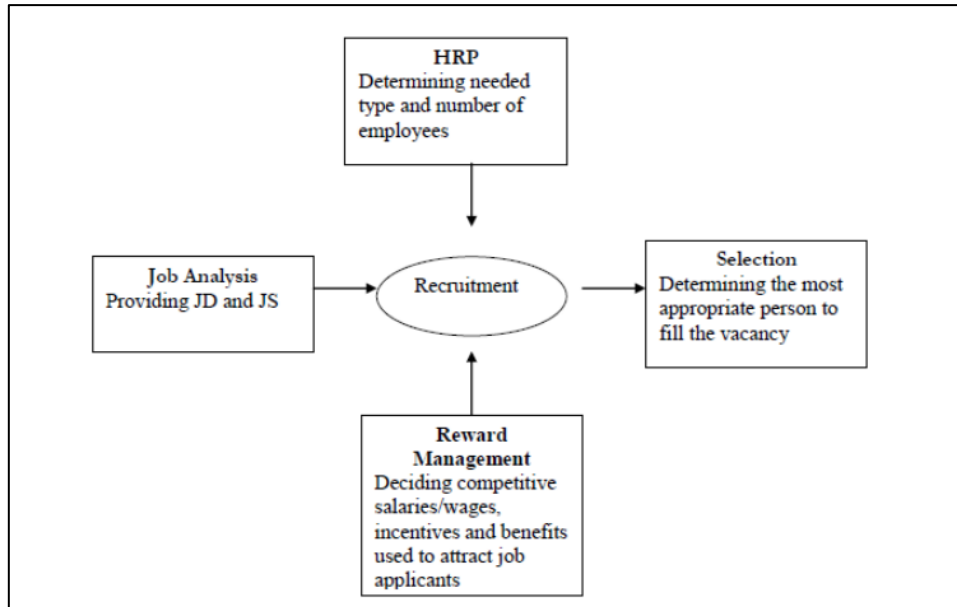 HRP
Determining needed
type and number of
employees
Job Analysis
Providing JD and JS
Recruitment
Selection
Determining the most
appropriate person to
fill the vacancy
Reward
Management
Deciding competitive
salaries/wages,
incentives and benefits
used to attract job
applicants